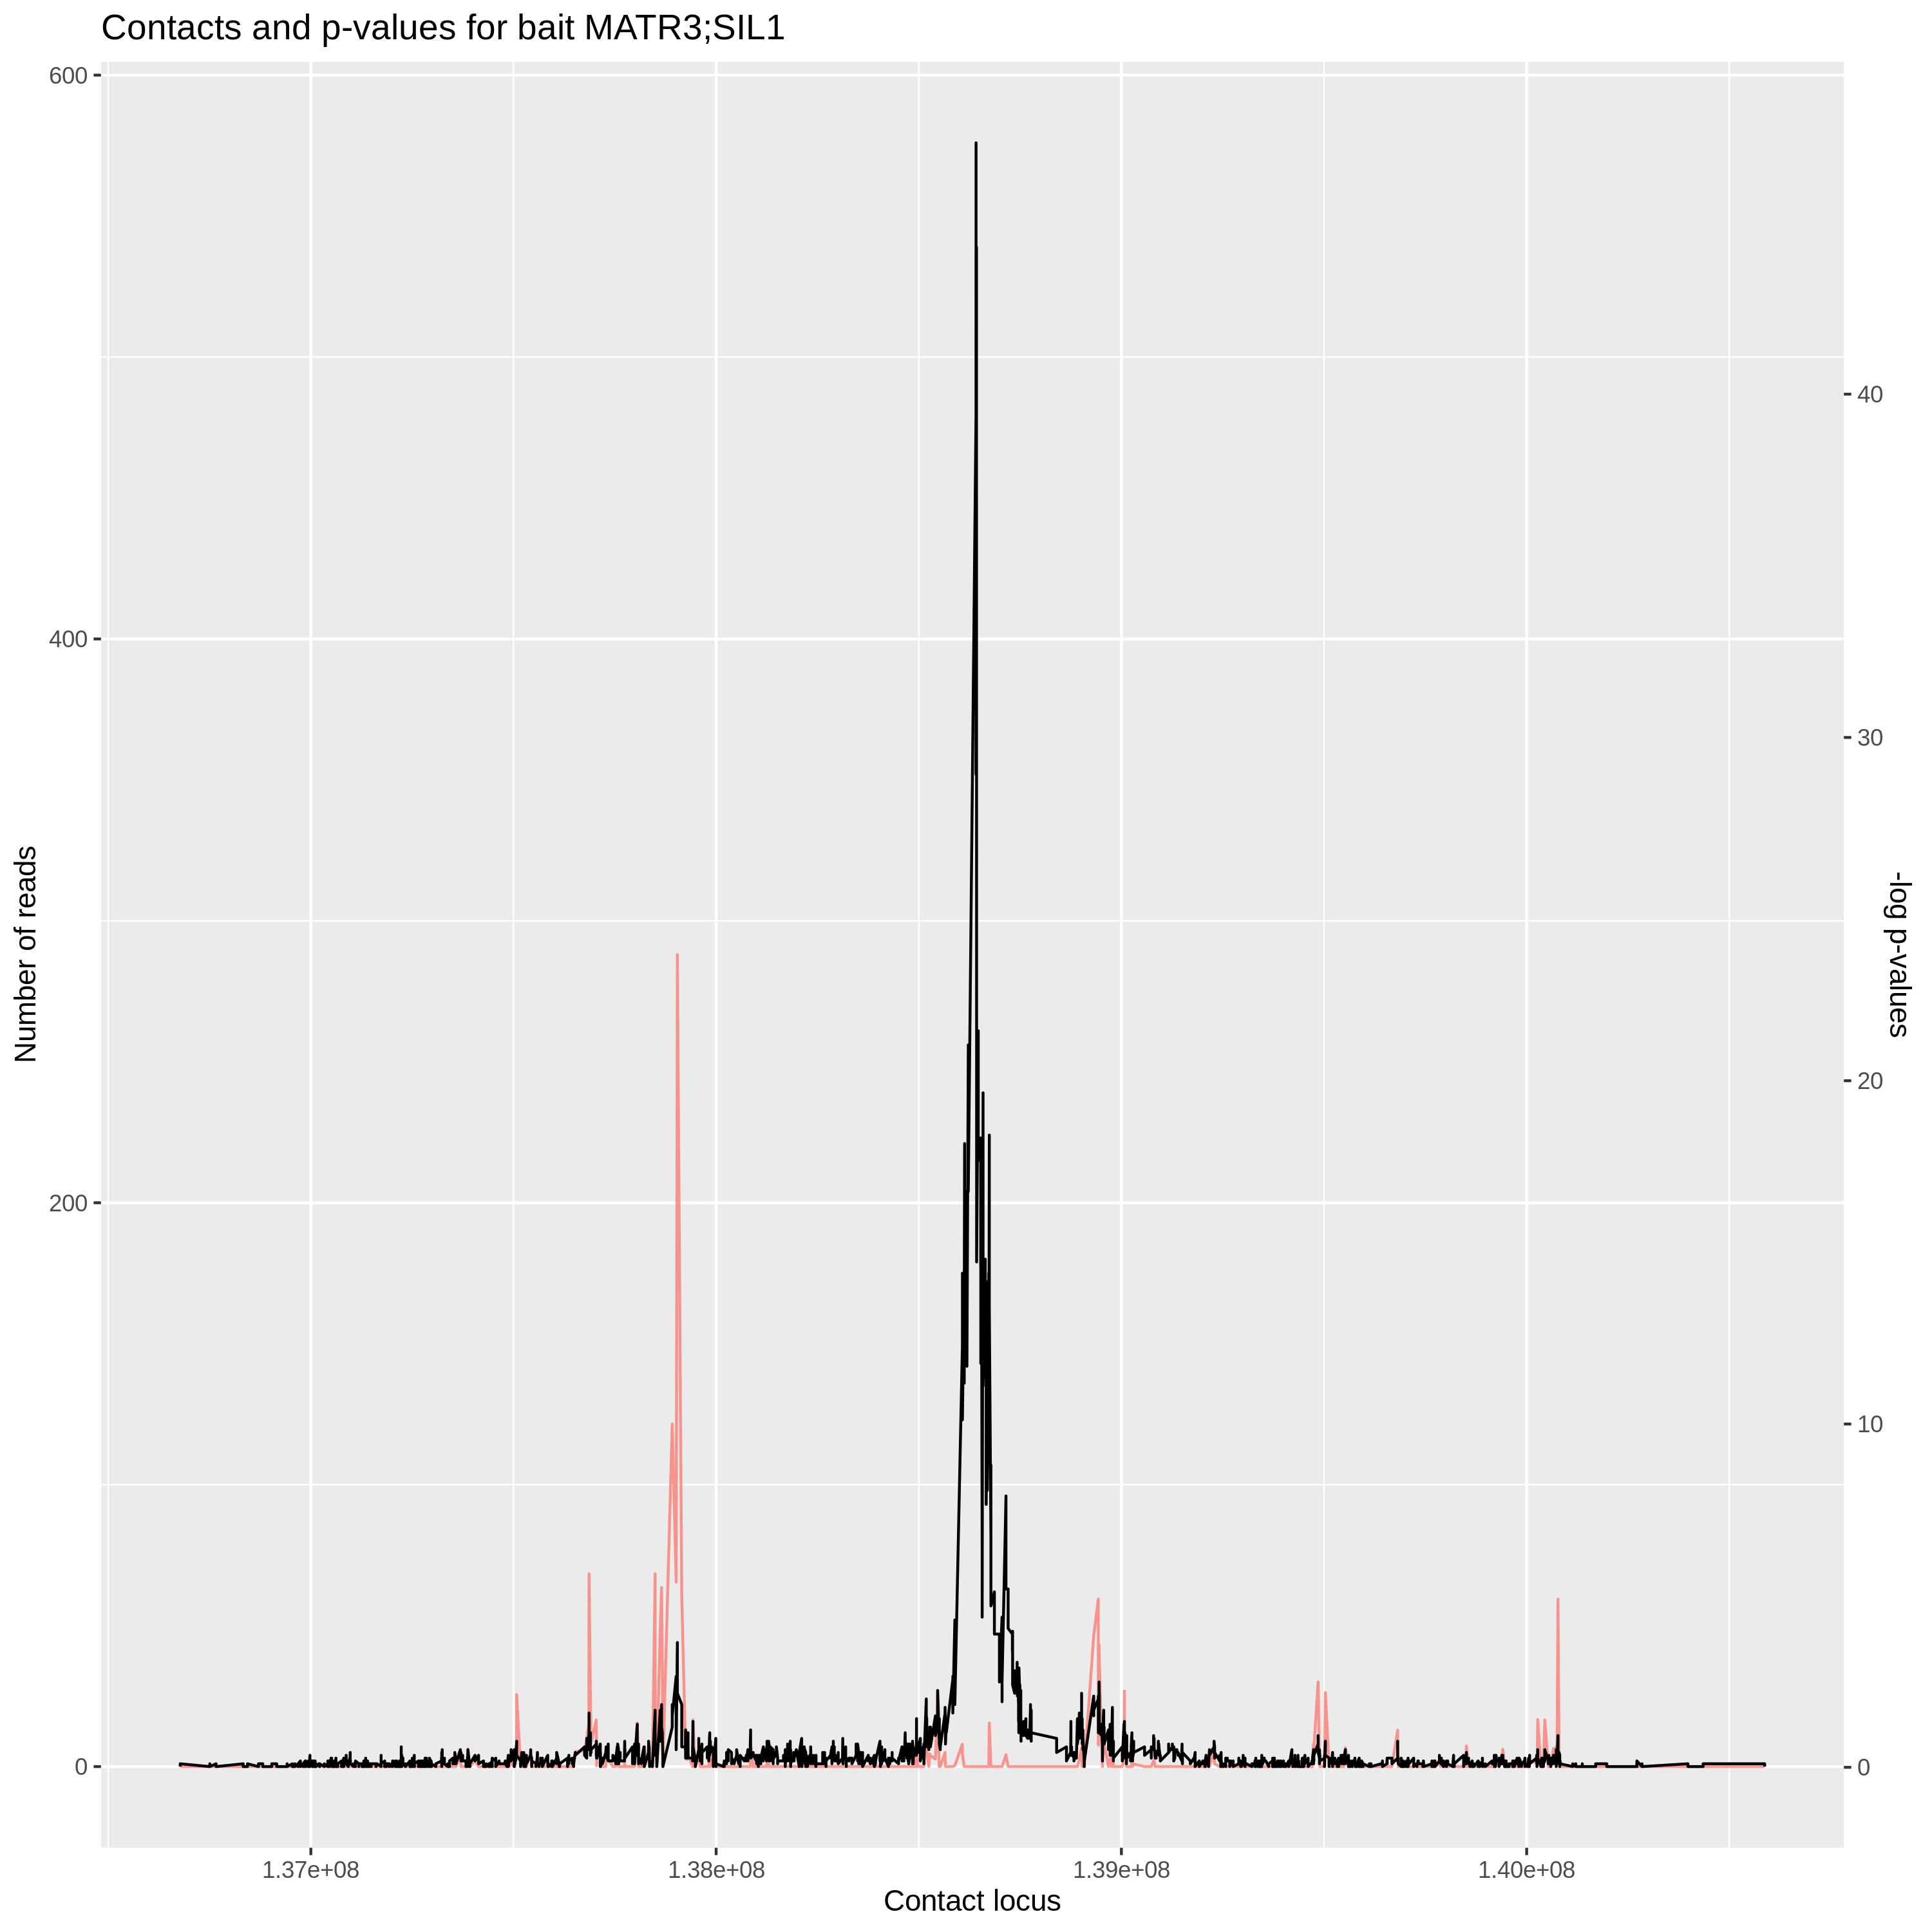 Contacts and p-values for bait MATR3;SIL1
600
400
200
0
Number of reads
40
30
20
10
0
-log p-values
1.37e+08
1.38e+08
1.39e+08
1.40e+08
Contact locus